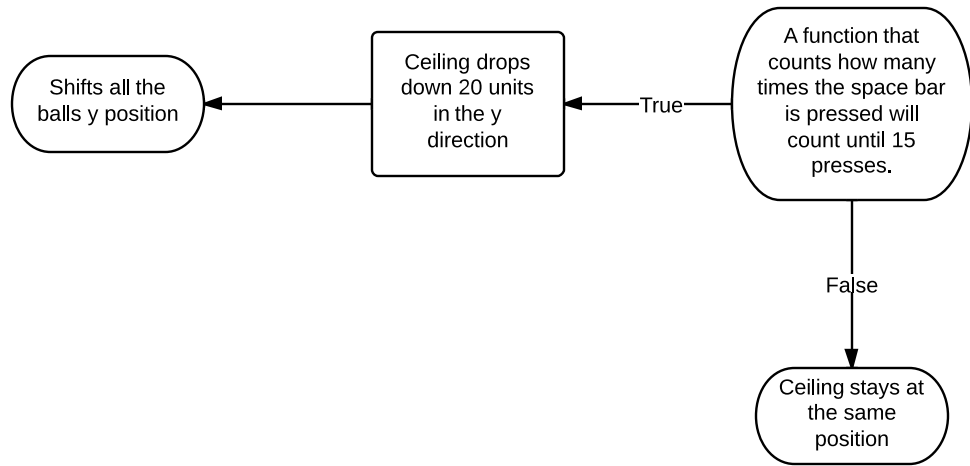 A function that
counts how many
times the space bar
is pressed will
count until 15
presses.
True
Ceiling drops
down 20 units
in the y
direction
Shifts all the
balls y position
False
Ceiling stays at
the same
position